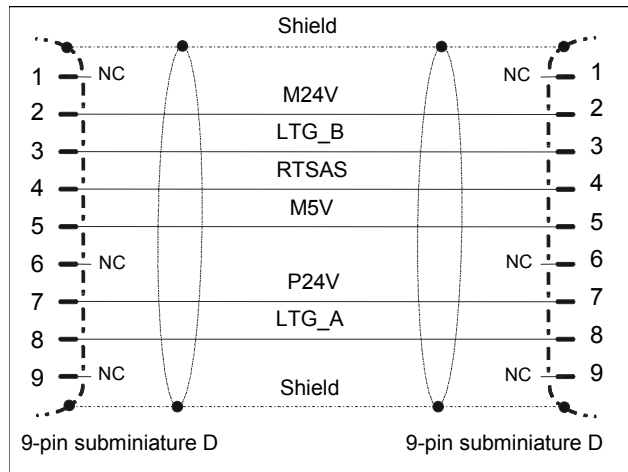 Shield
1 NC NC 1
M24V
2 2
LTG_B
3 3
RTSAS
4 4
M5V
5 5
6 NC NC 6
P24V
7 7
LTG_A
8 8
9 NC NC 9
Shield
9-pin subminiature D 9-pin subminiature D